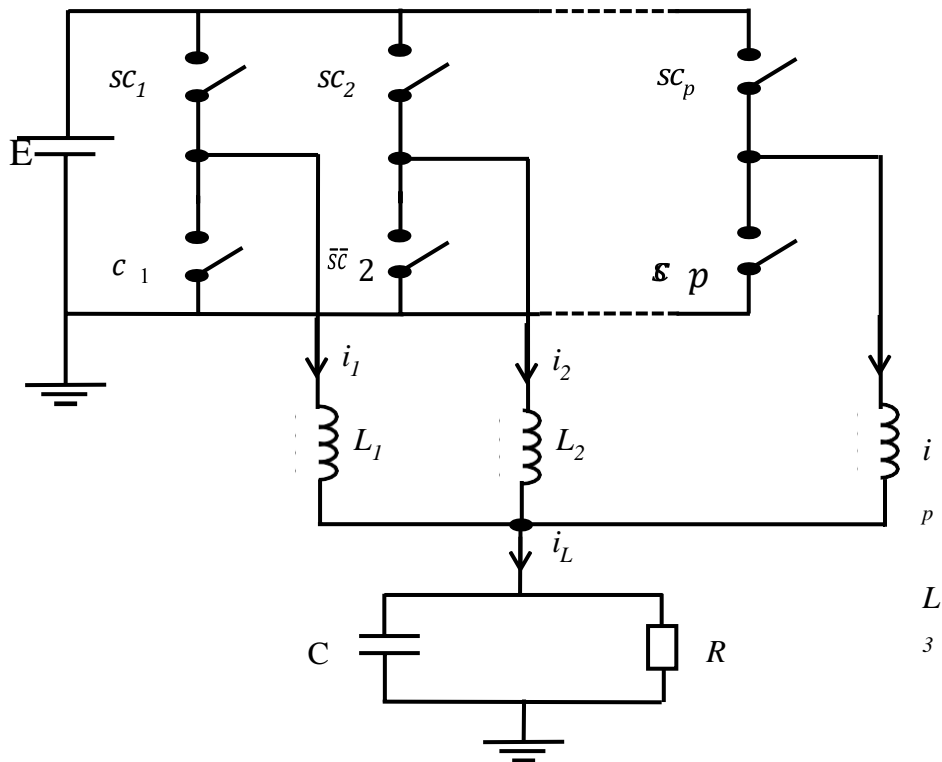 sc1 sc2 scp
E
c 1 s̅c̅ 2 p
i1 i2
L1 L2 i
p
iL
L
C R 3